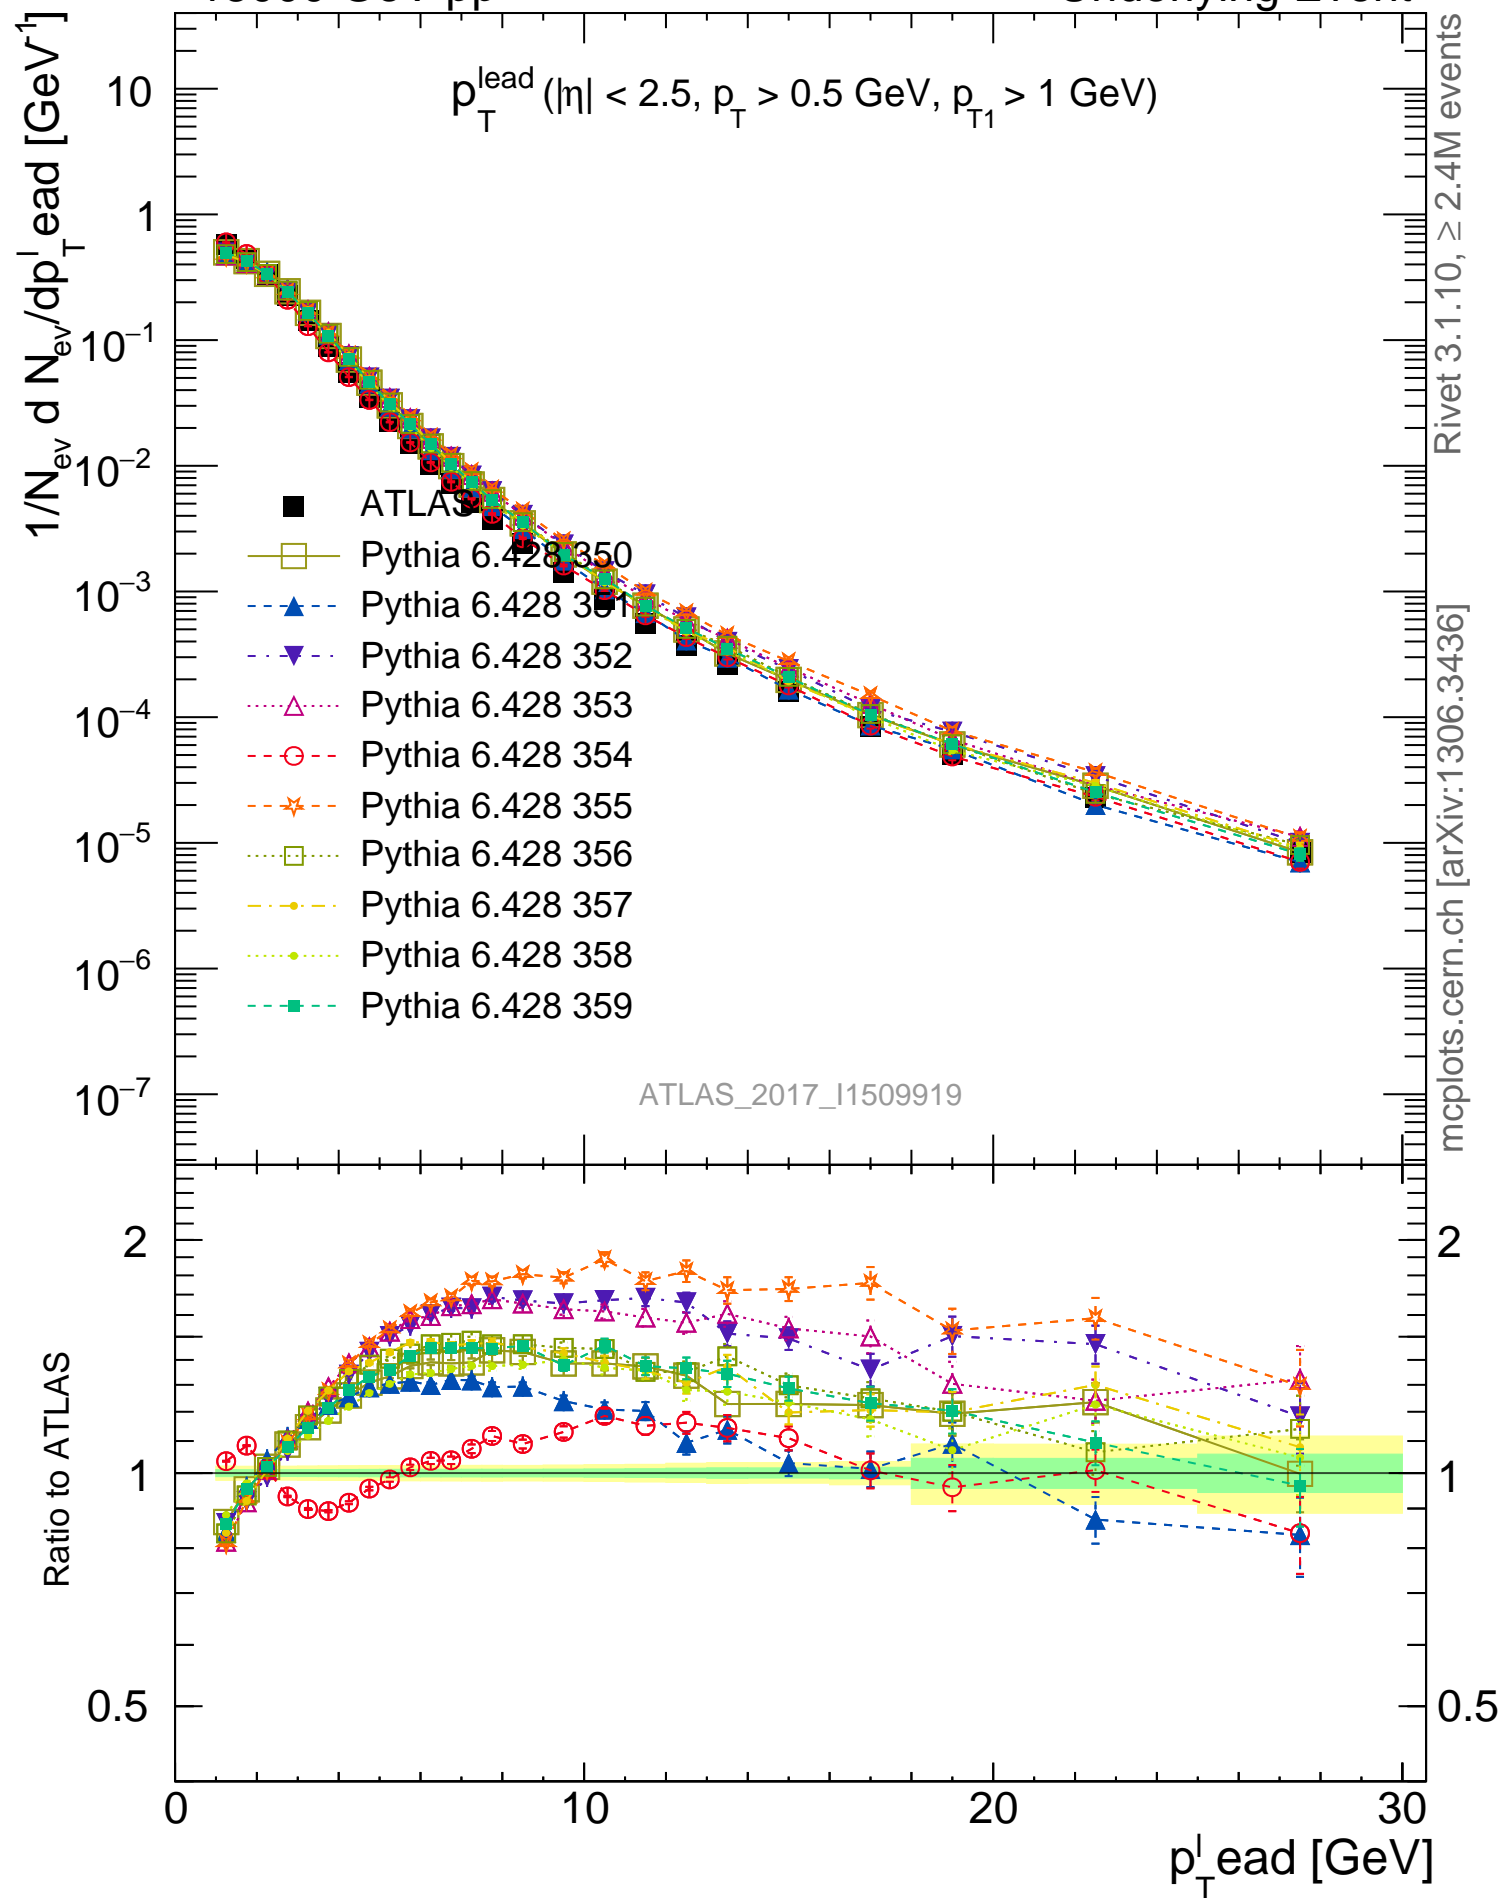 13000 GeV pp
Underlying Event
1/N_ev d N_ev/dp_T^lead [GeV^-1]
p_T^lead (|η| < 2.5, p_T > 0.5 GeV, p_T1 > 1 GeV)
10
1
10^−1
10^−2
10^−3
10^−4
10^−5
10^−6
10^−7
ATLAS
Pythia 6.428 350
Pythia 6.428 351
Pythia 6.428 352
Pythia 6.428 353
Pythia 6.428 354
Pythia 6.428 355
Pythia 6.428 356
Pythia 6.428 357
Pythia 6.428 358
Pythia 6.428 359
ATLAS_2017_I1509919
Rivet 3.1.10, ≥ 2.4M events
mcplots.cern.ch [arXiv:1306.3436]
Ratio to ATLAS
2
1
0.5
2
1
0.5
0
10
20
30
p_T^lead [GeV]